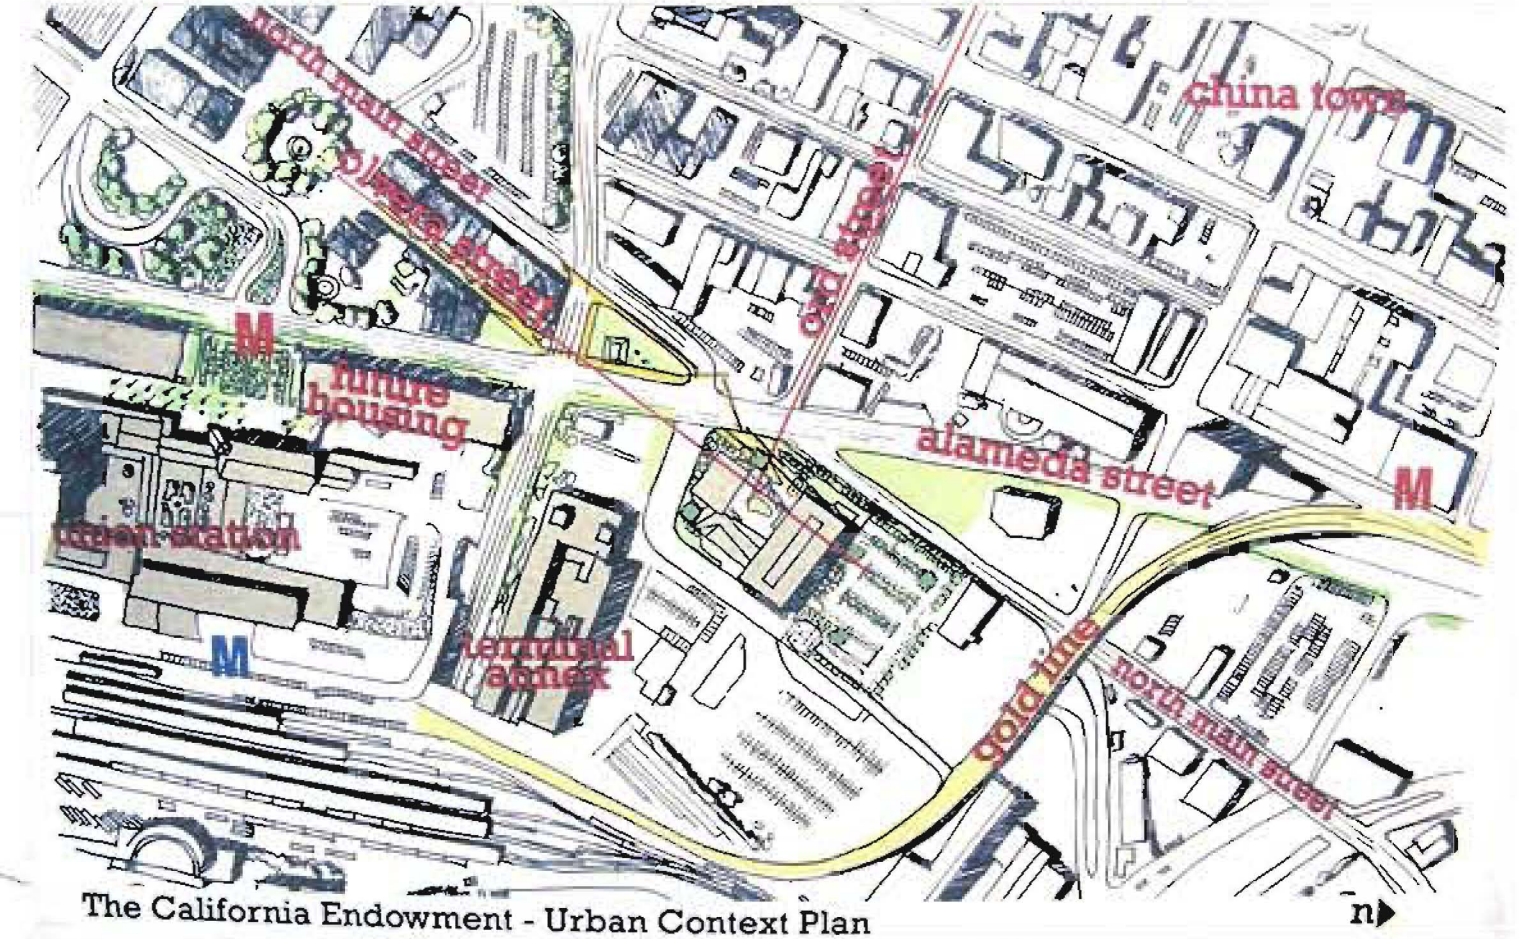 north main street
china town
Olvera street
old street
M
future
housing
alameda street
M
union station
terminal
annex
M
gold line
north main street
The California Endowment - Urban Context Plan
n